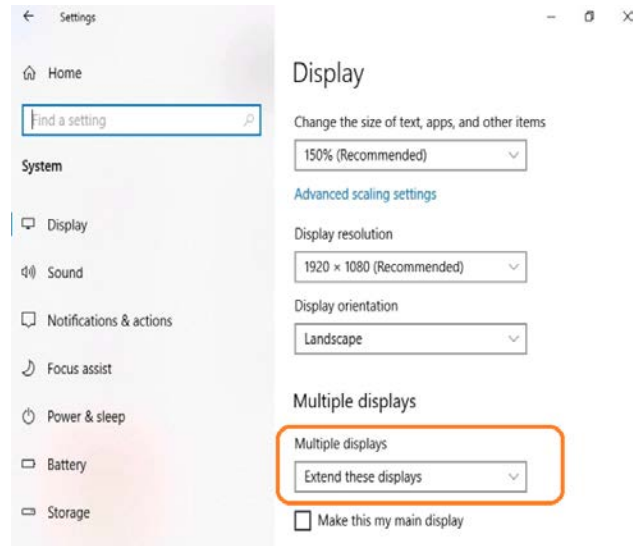 Settings
Home
Find a setting
System
Display
Sound
Notifications & actions
Focus assist
Power & sleep
Battery
Storage
Display
Change the size of text, apps, and other items
150% (Recommended)
Advanced scaling settings
Display resolution
1920 × 1080 (Recommended)
Display orientation
Landscape
Multiple displays
Multiple displays
Extend these displays
Make this my main display